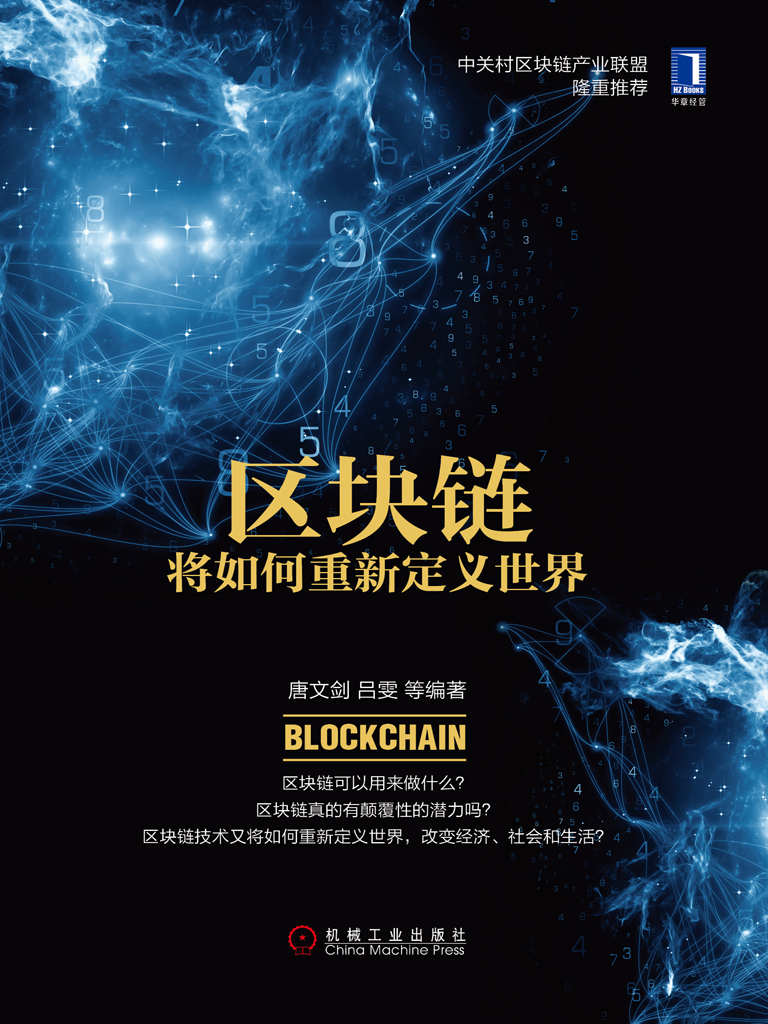 中关村区块链产业联盟
隆重推荐
HZ BOOKS
华章经管
区块链
将如何重新定义世界
唐文剑 吕雯 等编著
BLOCKCHAIN
区块链可以用来做什么？
区块链真的有颠覆性的潜力吗？
区块链技术又将如何重新定义世界，改变经济、社会和生活？
机械工业出版社
China Machine Press